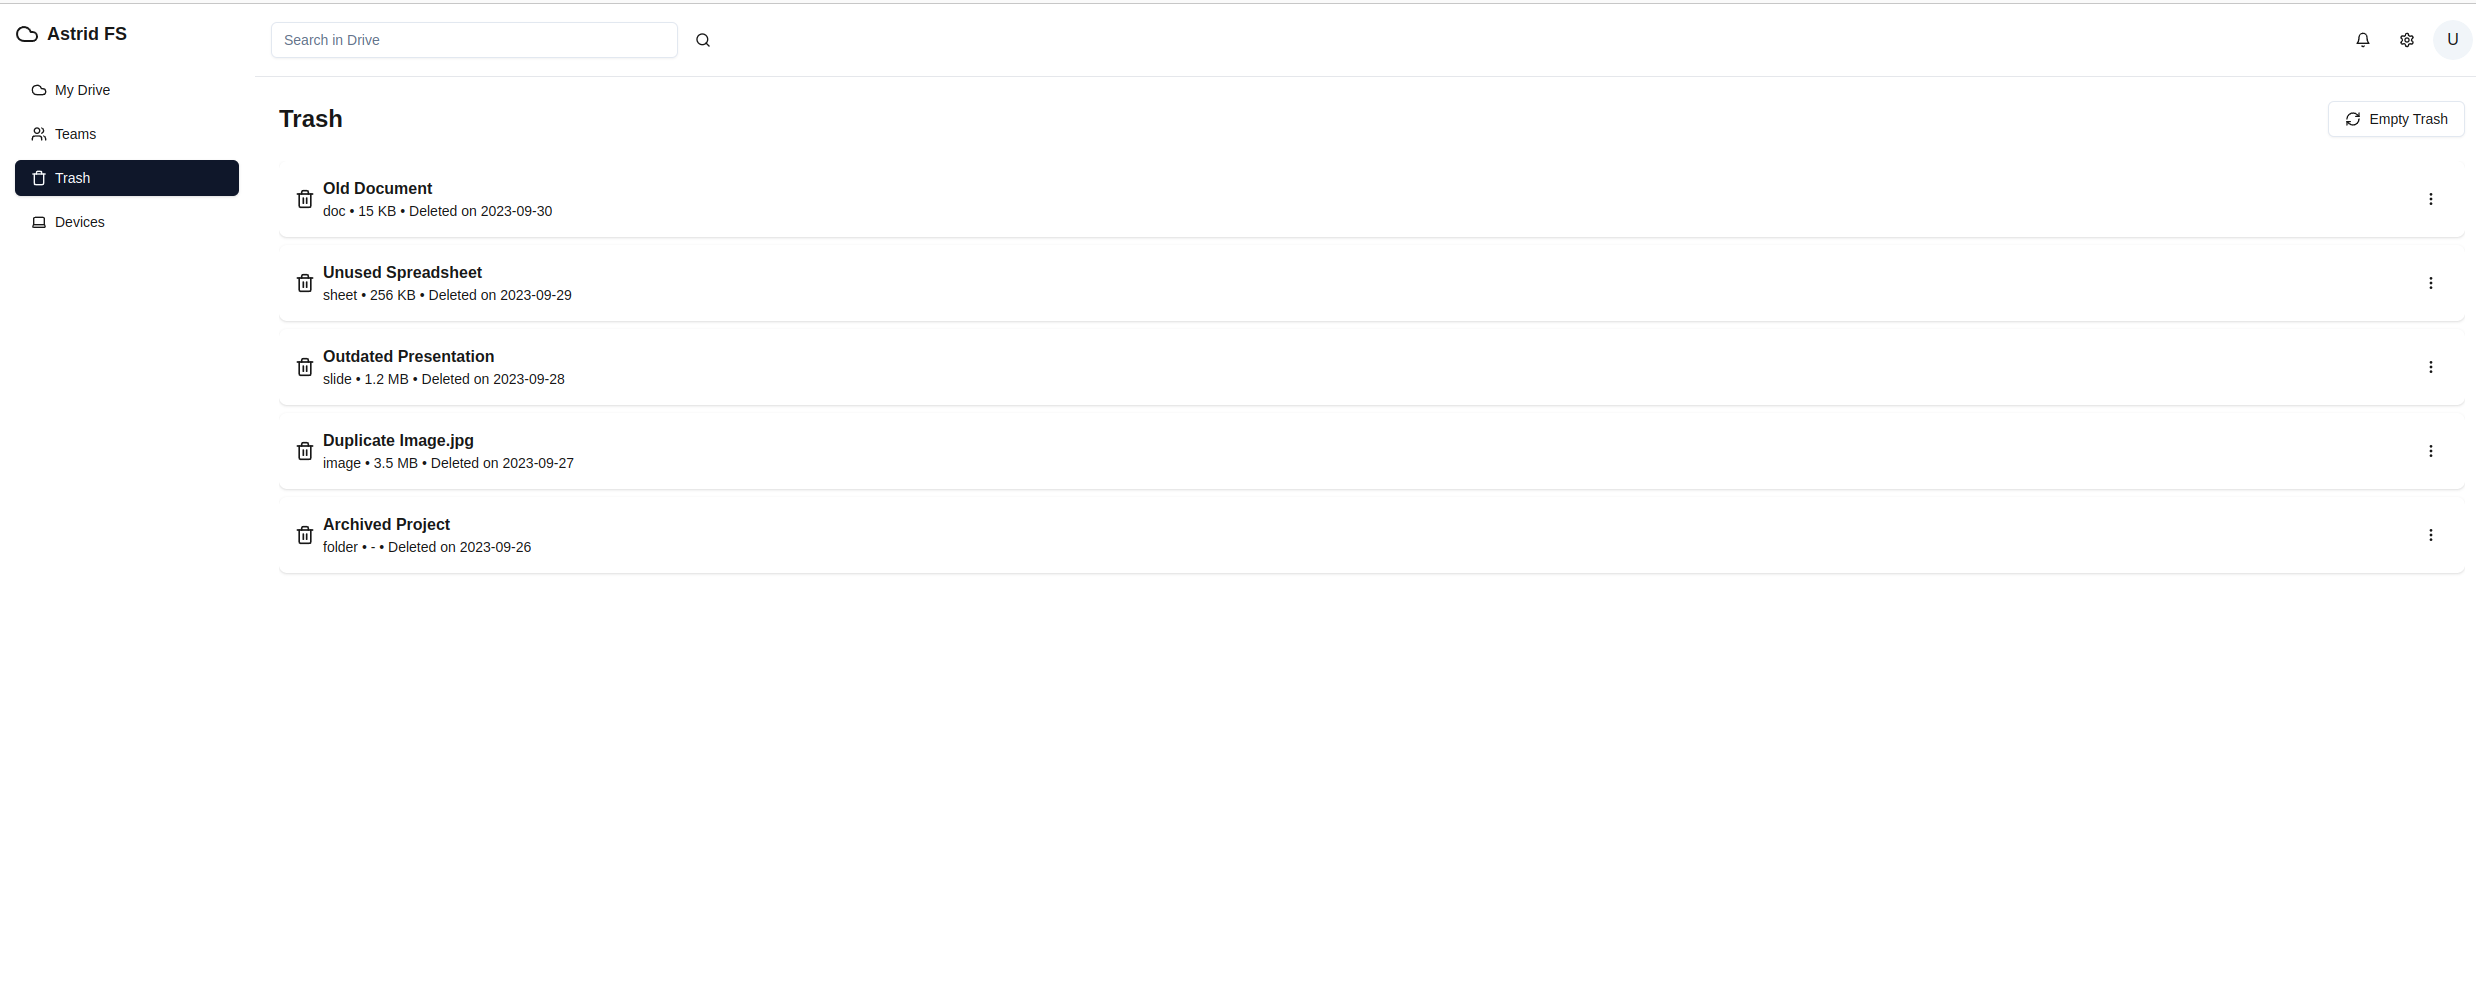 Astrid FS
Search in Drive
U
My Drive
Teams
Trash
Devices
Trash
Empty Trash
Old Document
doc • 15 KB • Deleted on 2023-09-30
Unused Spreadsheet
sheet • 256 KB • Deleted on 2023-09-29
Outdated Presentation
slide • 1.2 MB • Deleted on 2023-09-28
Duplicate Image.jpg
image • 3.5 MB • Deleted on 2023-09-27
Archived Project
folder • - • Deleted on 2023-09-26